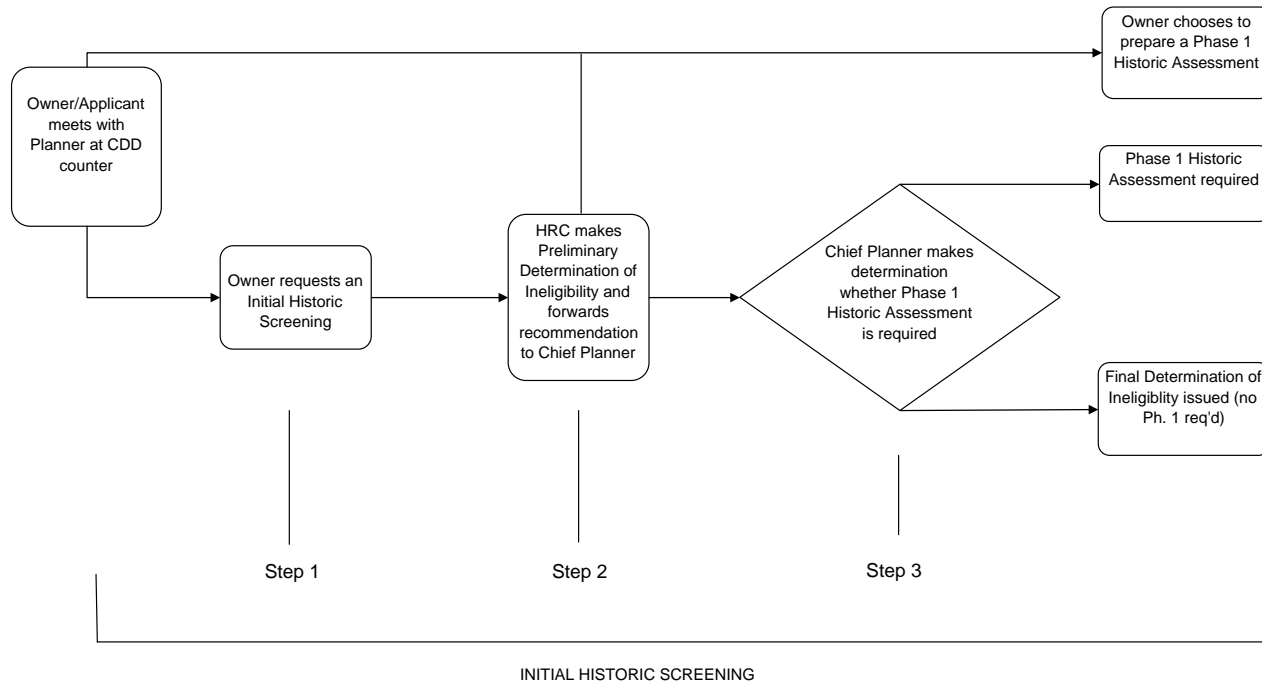 Owner chooses to
prepare a Phase 1
Historic Assessment
Owner/Applicant
meets with
Planner at CDD
counter
Phase 1 Historic
Assessment required
Owner requests an
Initial Historic
Screening
HRC makes
Preliminary
Determination of
Ineligibility and
forwards
recommendation
to Chief Planner
Chief Planner makes
determination
whether Phase 1
Historic Assessment
is required
Final Determination of
Ineligiblity issued (no
Ph. 1 req'd)
Step 1
Step 2
Step 3
INITIAL HISTORIC SCREENING